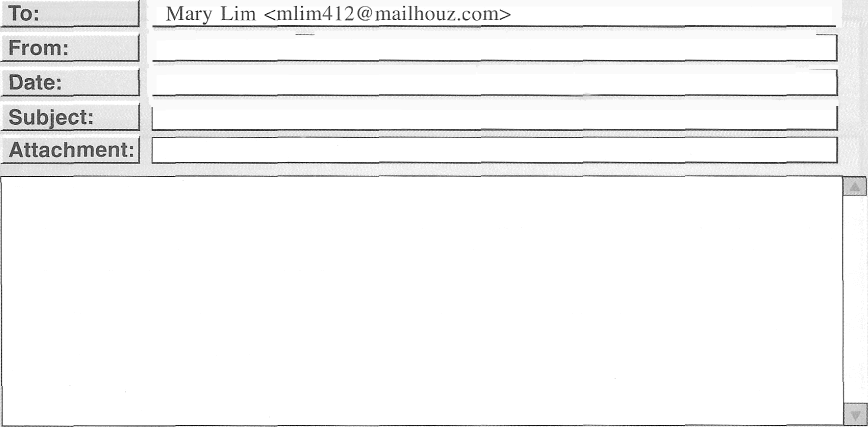 To: Mary Lim <mlim412@mailhouz.com>
From:
Date:
Subject:
Attachment: